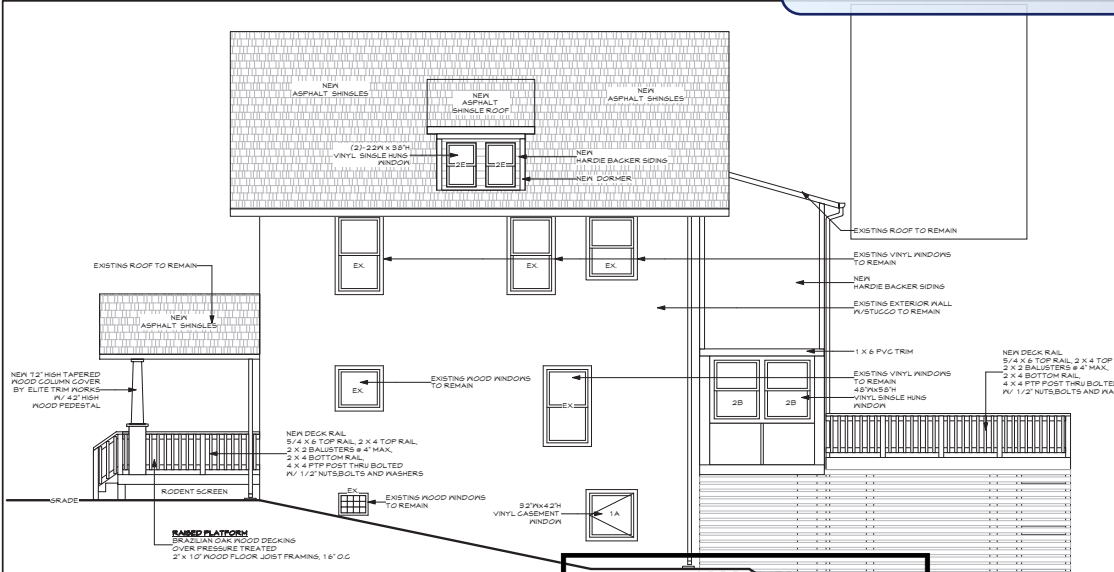 NEW
ASPHALT SHINGLES
NEW
ASPHALT
SHINGLE ROOF
NEW
ASPHALT SHINGLES
(2)-22W x 38"H
VINYL SINGLE HUNG
WINDOW
2E
2E
NEW
HARDIE BACKER SIDING
NEW DORMER
EXISTING ROOF TO REMAIN
EX.
EX.
EX.
EXISTING VINYL WINDOWS
TO REMAIN
EXISTING ROOF TO REMAIN
NEW
HARDIE BACKER SIDING
NEW
ASPHALT SHINGLES
EXISTING EXTERIOR WALL
W/STUCCO TO REMAIN
1 X 6 PVC TRIM
NEW 72" HIGH TAPERED
WOOD COLUMN COVER
BY ELITE TRIM WORKS
W/ 42" HIGH
WOOD PEDESTAL
EX.
EXISTING WOOD WINDOWS
TO REMAIN
EX.
EXISTING VINYL WINDOWS
TO REMAIN
48"Wx58"H
VINYL SINGLE HUNG
WINDOW
2B
2B
NEW DECK RAIL
5/4 X 6 TOP RAIL, 2 X 4 TOP
2 X 2 BALUSTERS @ 4" MAX,
2 X 4 BOTTOM RAIL,
4 X 4 PTP POST THRU BOLTED
W/ 1/2" NUTS,BOLTS AND WA
NEW DECK RAIL
5/4 X 6 TOP RAIL, 2 X 4 TOP RAIL,
2 X 2 BALUSTERS @ 4" MAX,
2 X 4 BOTTOM RAIL,
4 X 4 PTP POST THRU BOLTED
W/ 1/2" NUTS,BOLTS AND WASHERS
GRADE
RODENT SCREEN
EX.
EXISTING WOOD WINDOWS
TO REMAIN
32"Wx42"H
VINYL CASEMENT
WINDOW
1A
RAISED PLATFORM
BRAZILIAN OAK WOOD DECKING
OVER PRESSURE TREATED
2" x 10" WOOD FLOOR JOIST FRAMING, 16" O.C